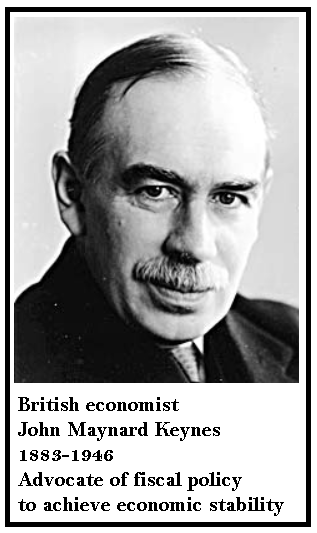 British economist
John Maynard Keynes
1883-1946
Advocate of fiscal policy
to achieve economic stability